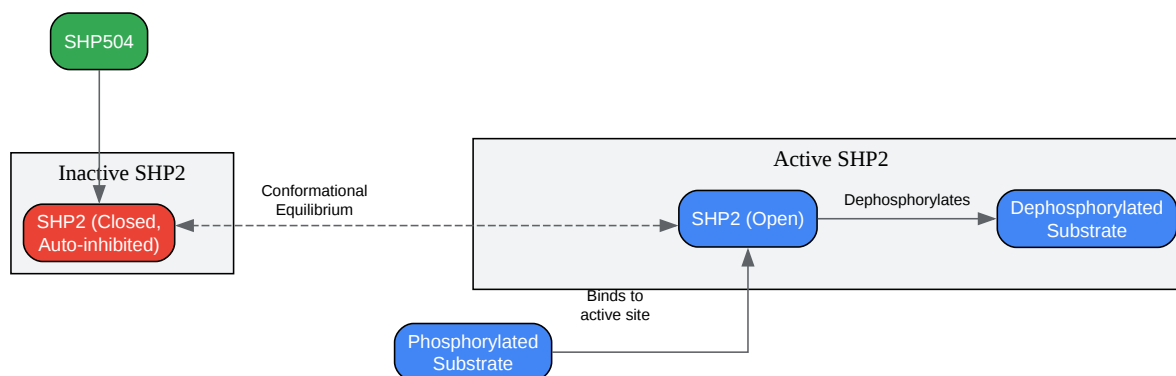 SHP504
Inactive SHP2
SHP2 (Closed,
Auto-inhibited)
Conformational
Equilibrium
Active SHP2
SHP2 (Open)
Dephosphorylates
Dephosphorylated
Substrate
Binds to
active site
Phosphorylated
Substrate